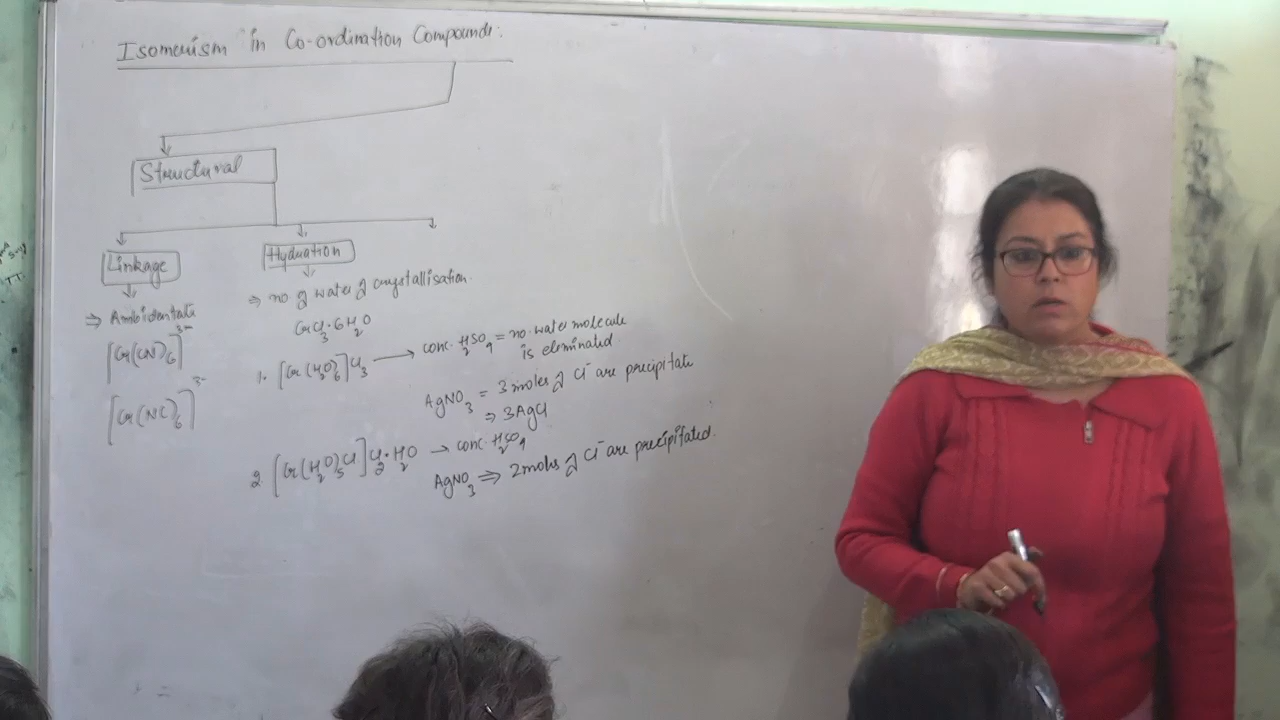 Isomerism in Co-ordination Compounds:
Structural
Linkage
Hydration
⇒ Ambidentate
[Cr(CN)6]3-
[Cr(NC)6]3-
⇒ no of water of crystallisation.
CrCl3·6H2O
1. [Cr(H2O)6]Cl3 → conc. H2SO4 = no water molecule
is eliminated.
AgNO3 = 3 moles of Cl- are precipitate
⇒ 3AgCl
2. [Cr(H2O)5Cl]Cl2·H2O → conc. H2SO4
AgNO3 ⇒ 2 moles of Cl- are precipitated.